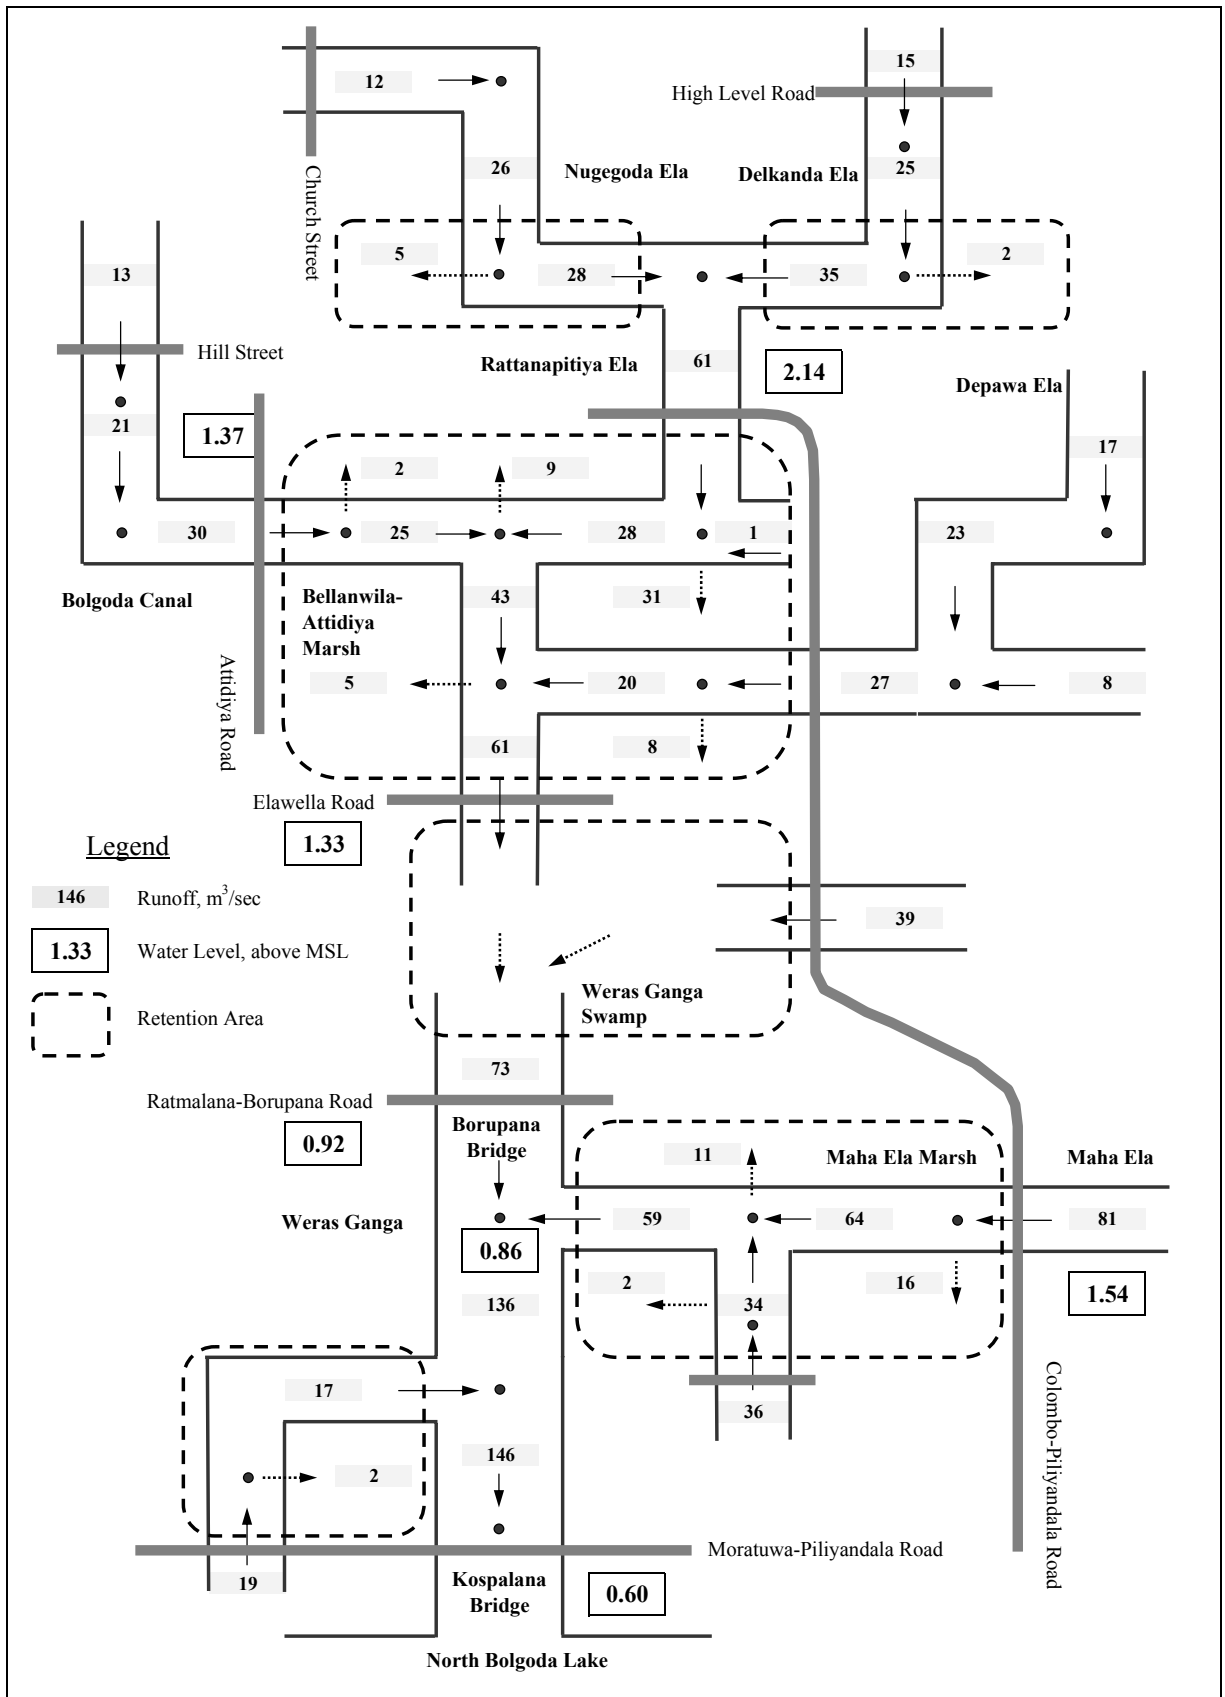 15
12
High Level Road
26
Nugegoda Ela
Delkanda Ela
25
Church Street
5
28
35
2
13
Hill Street
Rattanapitiya Ela
61
2.14
Depawa Ela
21
1.37
17
2
9
30
25
28
1
23
Bolgoda Canal
Bellanwila-
Attidiya
Marsh
43
31
Attidiya Road
5
20
27
8
61
8
Elawella Road
1.33
Legend
146
Runoff, m³/sec
39
1.33
Water Level, above MSL
Weras Ganga
Swamp
Retention Area
73
Ratmalana-Borupana Road
0.92
Borupana
Bridge
11
Maha Ela Marsh
Maha Ela
Weras Ganga
59
64
81
0.86
136
2
34
16
1.54
17
36
Colombo-Piliyandala Road
146
2
Moratuwa-Piliyandala Road
19
Kospalana
Bridge
0.60
North Bolgoda Lake